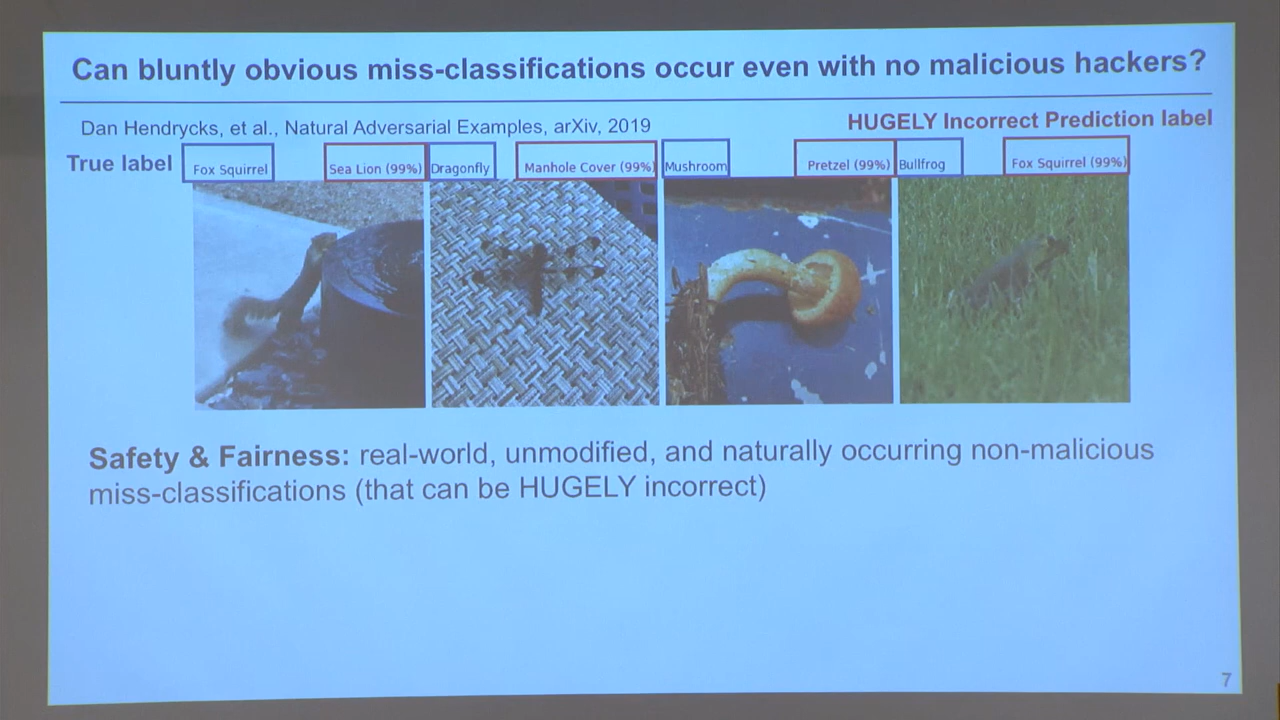 Can bluntly obvious miss-classifications occur even with no malicious hackers?
Dan Hendrycks, et al., Natural Adversarial Examples, arXiv, 2019
HUGELY Incorrect Prediction label
True label
Fox Squirrel
Sea Lion (99%)
Dragonfly
Manhole Cover (99%)
Mushroom
Pretzel (99%)
Bullfrog
Fox Squirrel (99%)
Safety & Fairness: real-world, unmodified, and naturally occurring non-malicious
miss-classifications (that can be HUGELY incorrect)
7